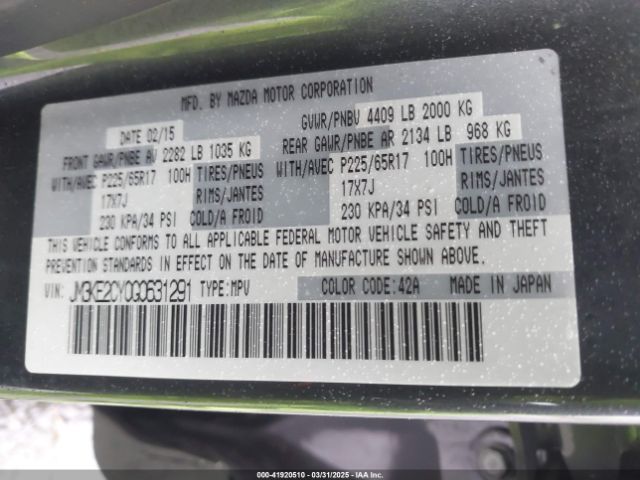 MFD. BY MAZDA MOTOR CORPORATION
DATE 02/15 GVWR/PNBV 4409 LB 2000 KG
FRONT GAWR/PNBE AV 2282 LB 1035 KG REAR GAWR/PNBE AR 2134 LB 968 KG
WITH/AVEC P225/65R17 100H TIRES/PNEUS WITH/AVEC P225/65R17 100H TIRES/PNEUS
17X7J RIMS/JANTES 17X7J RIMS/JANTES
230 KPA/34 PSI COLD/A FROID 230 KPA/34 PSI COLD/A FROID
THIS VEHICLE CONFORMS TO ALL APPLICABLE FEDERAL MOTOR VEHICLE SAFETY AND THEFT
PREVENTION STANDARDS IN EFFECT ON THE DATE OF MANUFACTURE SHOWN ABOVE.
VIN: JM3KE2CY0G0631291 TYPE:MPV COLOR CODE:42A MADE IN JAPAN
000-41920510 03/31/2025 - IAAPUBLIC